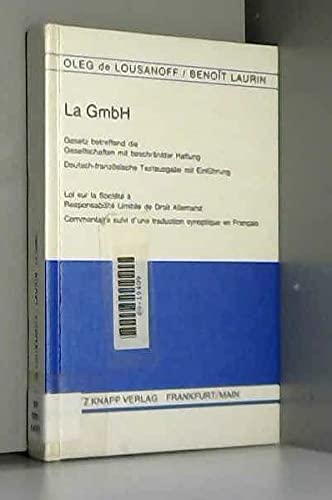 OLEG de LOUSANOFF / BENOÎT LAURIN
La GmbH
Gesetz betreffend die
Gesellschaften mit beschränkter Haftung
Deutsch-französische Textausgabe mit Einführung
Loi sur la Société à
Responsabilité Limitée de Droit Allemand
Commentaire suivi d'une traduction synoptique en Français
Z KNAPP VERLAG FRANKFURT/MAIN
LOUSANOFF / LAURIN